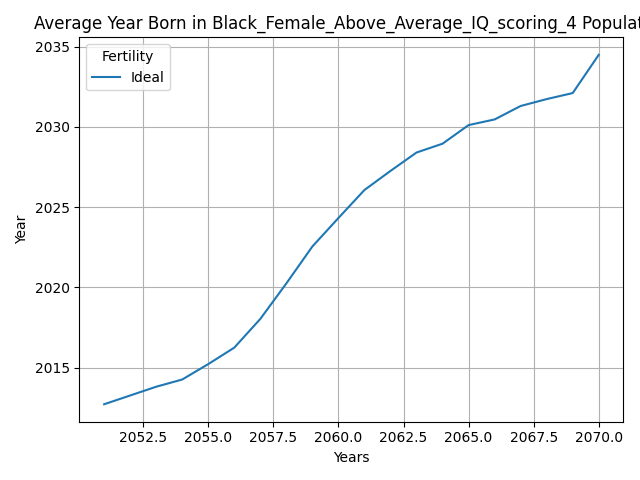 Average Year Born in Black_Female_Above_Average_IQ_scoring_4 Populat
Fertility
Ideal
2035
2030
2025
2020
2015
Year
2052.5 2055.0 2057.5 2060.0 2062.5 2065.0 2067.5 2070.0
Years